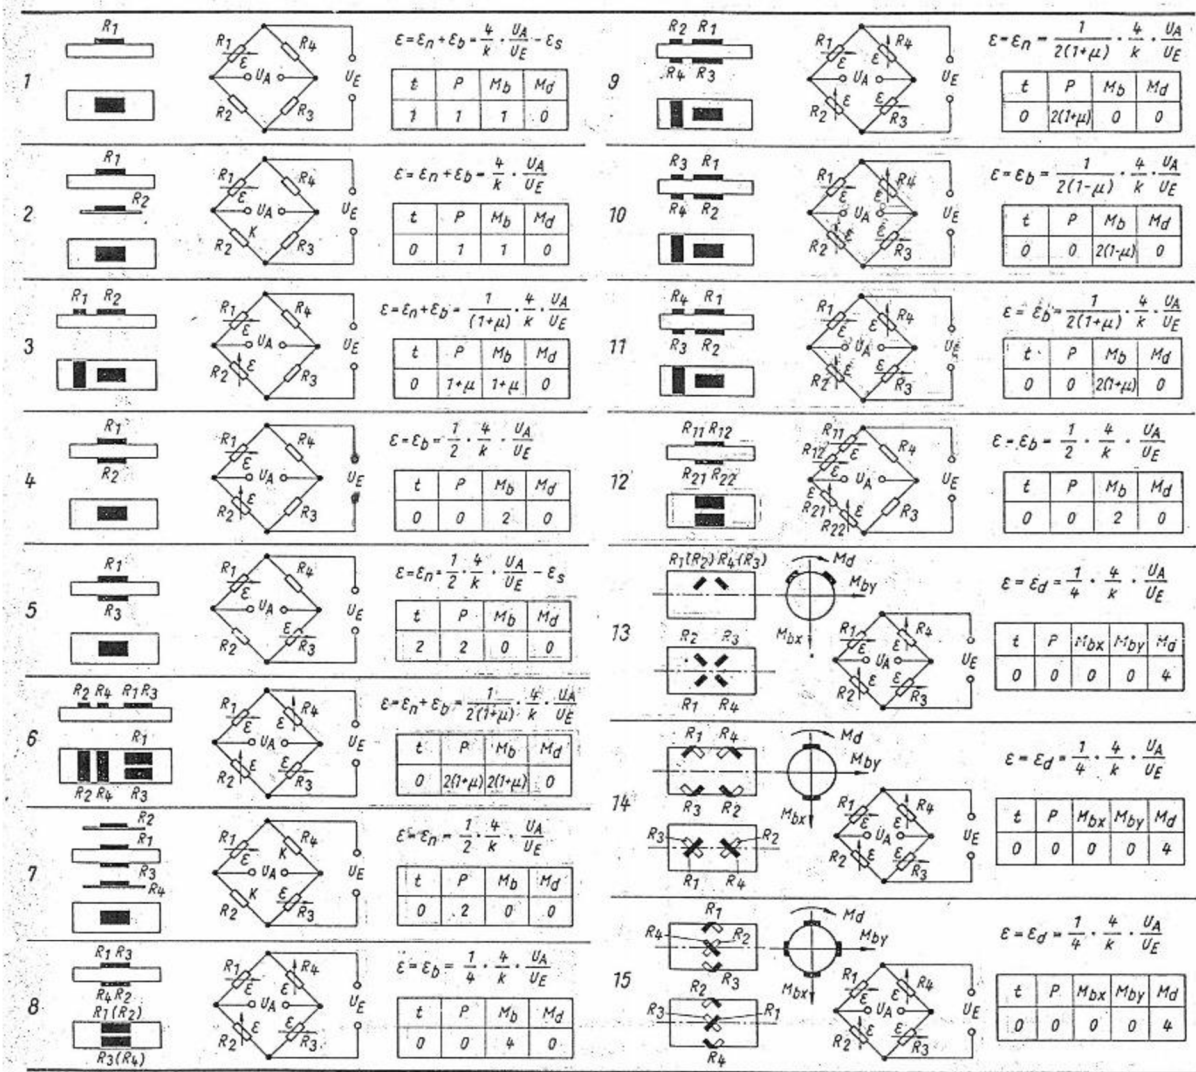 1
R1
R1 R4 ε UA R2 R3 UE
ε = εn + εb = 4/k · UA/UE − εs
t P Mb Md
1 1 1 0
2
R1
R2
R1 R4 ε UA K R2 R3 UE
ε = εn + εb = 4/k · UA/UE
t P Mb Md
0 1 1 0
3
R1 R2
R1 R4 ε UA R2 ε R3 UE
ε = εn + εb = 1/(1+μ) · 4/k · UA/UE
t P Mb Md
0 1+μ 1+μ 0
4
R1
R2
R1 R4 ε UA R2 ε R3 UE
ε = εb = 1/2 · 4/k · UA/UE
t P Mb Md
0 0 2 0
5
R1
R3
R1 R4 ε UA R2 ε R3 UE
ε = εn = 1/2 · 4/k · UA/UE − εs
t P Mb Md
2 2 0 0
6
R2 R4 R1 R3
R1
R2 R4 R3
R1 R4 ε ε UA R2 ε ε R3 UE
ε = εn + εb = 1/2(1+μ) · 4/k · UA/UE
t P Mb Md
0 2(1+μ) 2(1+μ) 0
7
R2
R1
R3
R4
R1 K R4 ε UA K R2 ε R3 UE
ε = εn = 1/2 · 4/k · UA/UE
t P Mb Md
0 2 0 0
8
R1 R3
R4 R2
R1(R2)
R3(R4)
R1 R4 ε ε UA R2 ε ε R3 UE
ε = εb = 1/4 · 4/k · UA/UE
t P Mb Md
0 0 4 0
9
R2 R1
R4 R3
R1 R4 ε ε UA R2 ε ε R3 UE
ε = εn = 1/2(1+μ) · 4/k · UA/UE
t P Mb Md
0 2(1+μ) 0 0
10
R3 R1
R4 R2
R1 R4 ε ε UA R2 ε ε R3 UE
ε = εb = 1/2(1−μ) · 4/k · UA/UE
t P Mb Md
0 0 2(1-μ) 0
11
R4 R1
R3 R2
R1 R4 ε ε UA R2 ε ε R3 UE
ε = εb = 1/2(1+μ) · 4/k · UA/UE
t P Mb Md
0 0 2(1+μ) 0
12
R11 R12
R21 R22
R11 R12 ε ε R4 UA ε ε R21 R22 R3 UE
ε = εb = 1/2 · 4/k · UA/UE
t P Mb Md
0 0 2 0
13
R1(R2) R4(R3)
R2 R3
R1 R4
Md
Mby
Mbx
R1 R4 ε ε UA R2 ε ε R3 UE
ε = εd = 1/4 · 4/k · UA/UE
t P Mbx Mby Md
0 0 0 0 4
14
R1 R4
R3 R2
R3 R2
R1 R4
Md
Mby
Mbx
R1 R4 ε ε UA R2 ε ε R3 UE
ε = εd = 1/4 · 4/k · UA/UE
t P Mbx Mby Md
0 0 0 0 4
15
R1
R4 R2
R3
R2
R3 R1
R4
Md
Mby
Mbx
R1 R4 ε ε UA R2 ε ε R3 UE
ε = εd = 1/4 · 4/k · UA/UE
t P Mbx Mby Md
0 0 0 0 4